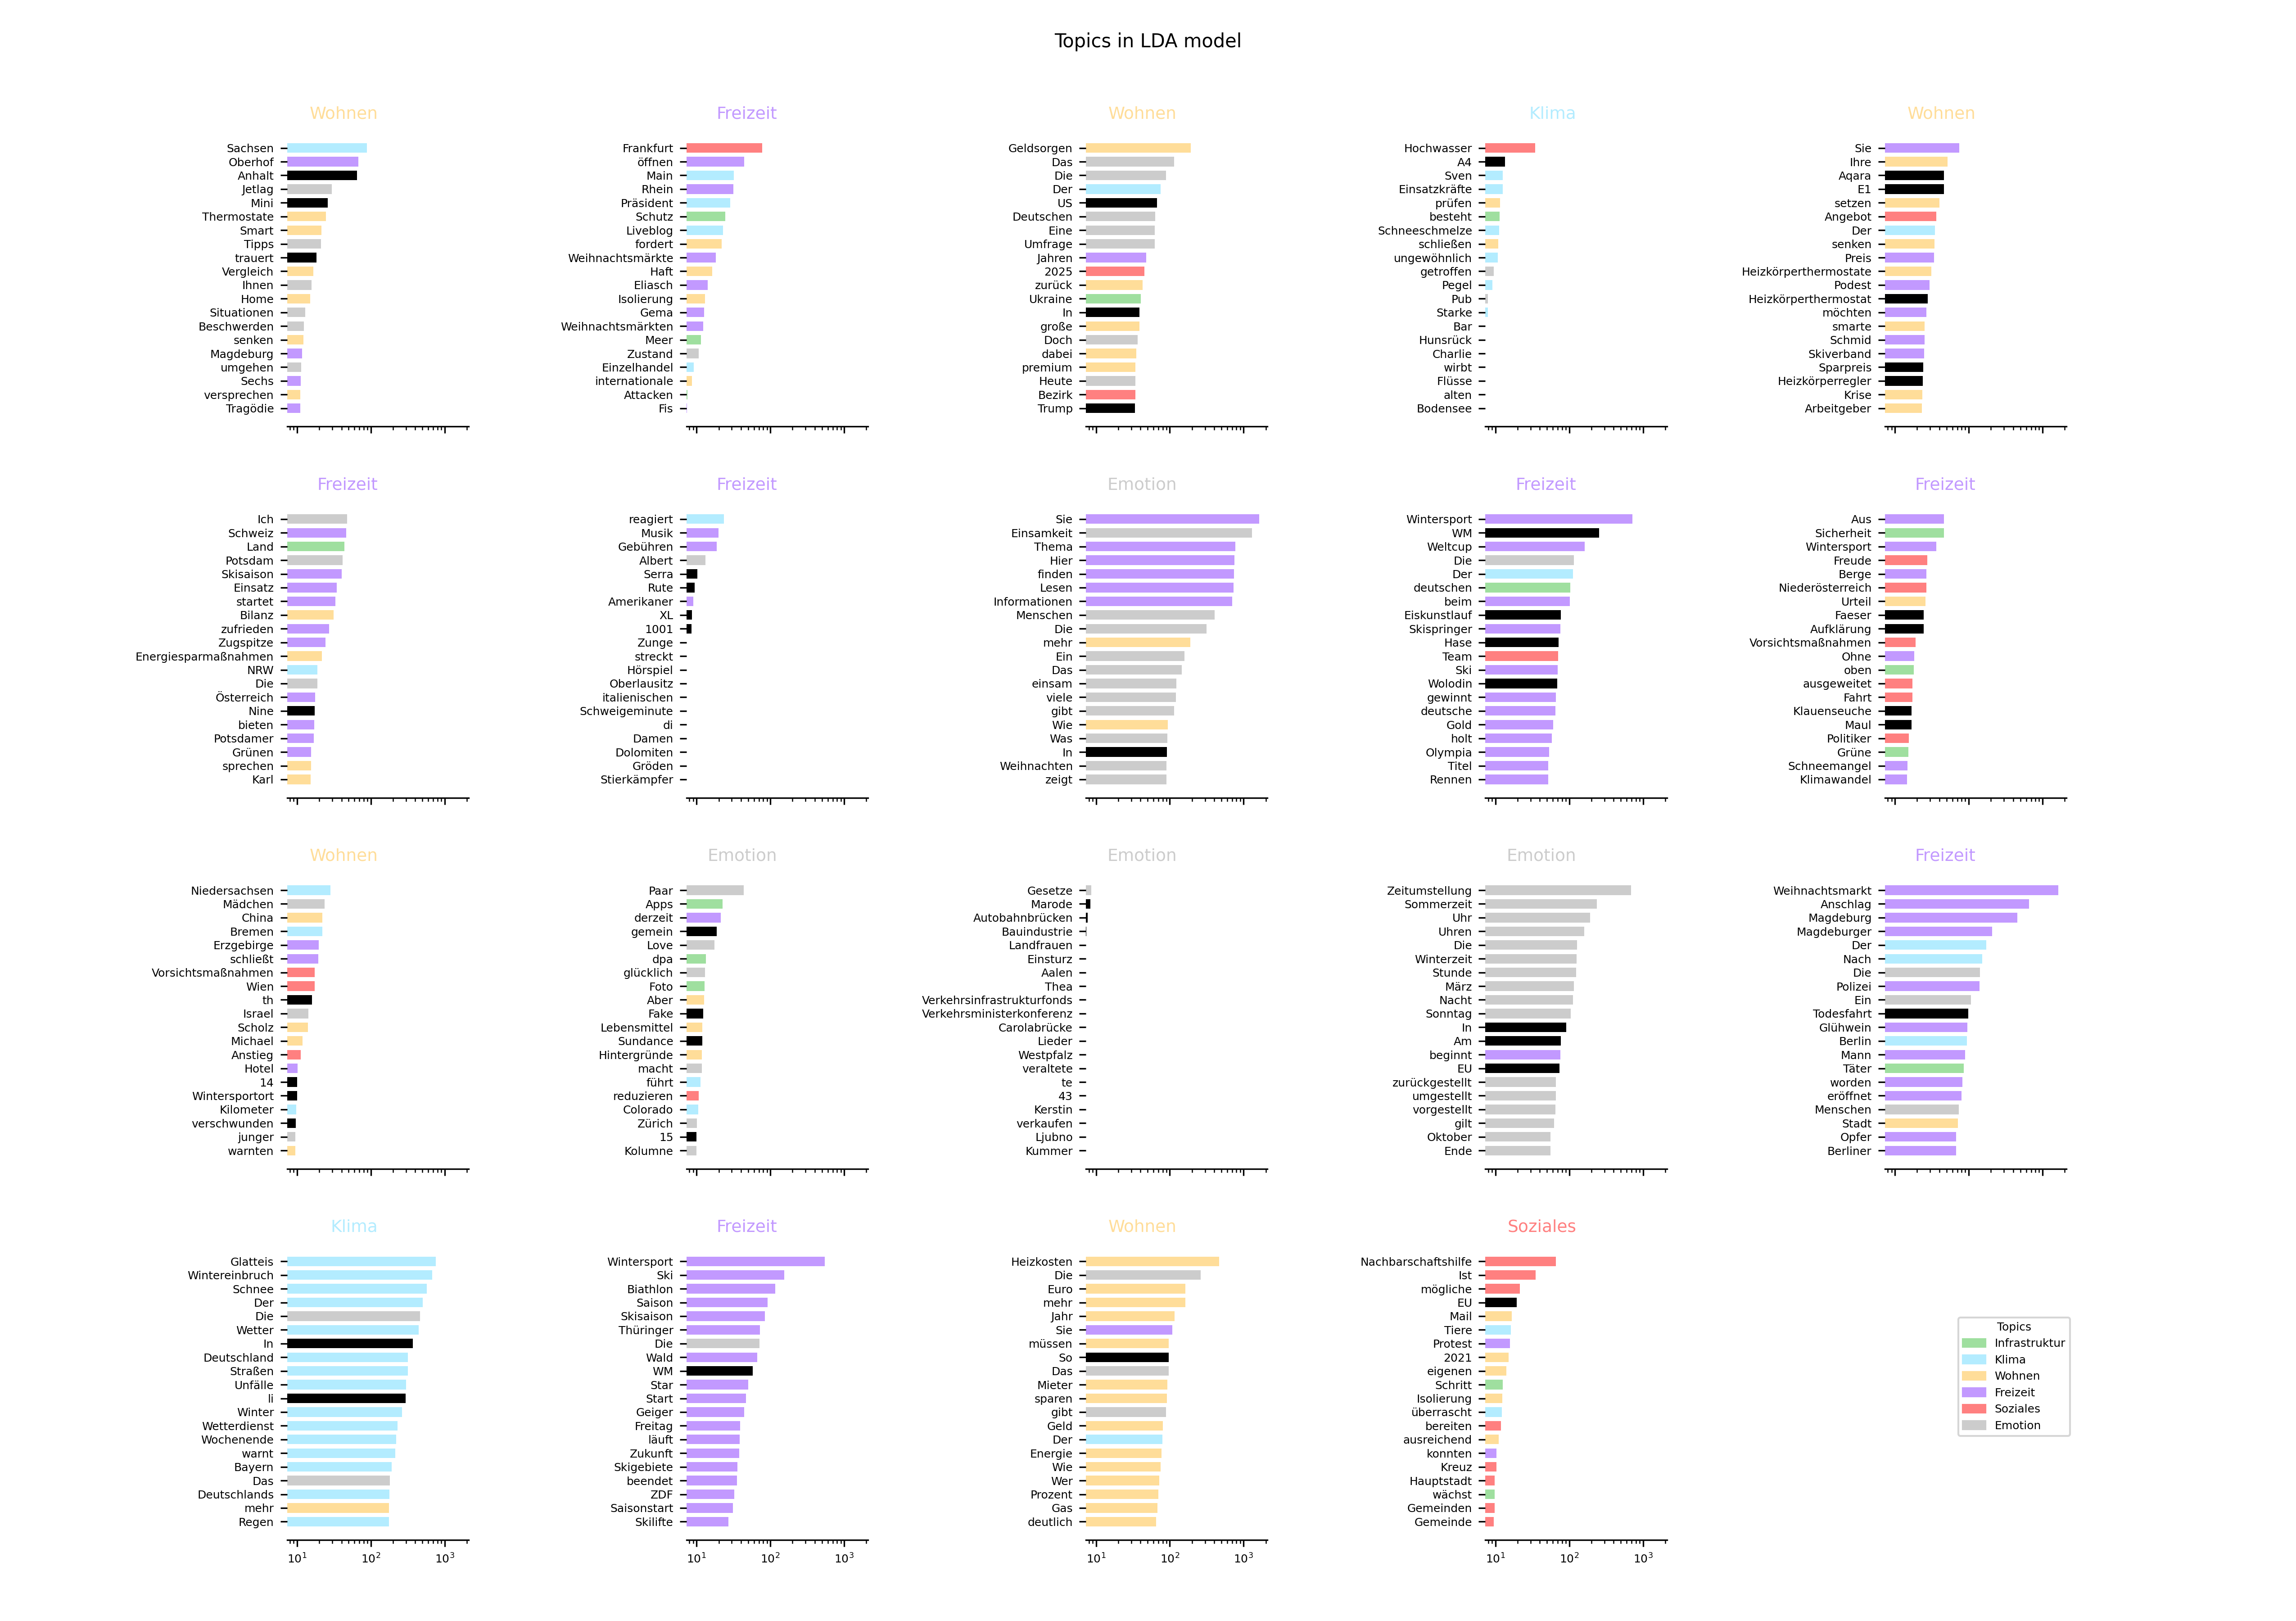 Topics in LDA model
Wohnen
Sachsen
Oberhof
Anhalt
Jetlag
Mini
Thermostate
Smart
Tipps
trauert
Vergleich
Ihnen
Home
Situationen
Beschwerden
senken
Magdeburg
umgehen
Sechs
versprechen
Tragödie
Freizeit
Frankfurt
öffnen
Main
Rhein
Präsident
Schutz
Liveblog
fordert
Weihnachtsmärkte
Haft
Eliasch
Isolierung
Gema
Weihnachtsmärkten
Meer
Zustand
Einzelhandel
internationale
Attacken
Fis
Wohnen
Geldsorgen
Das
Die
Der
US
Deutschen
Eine
Umfrage
Jahren
2025
zurück
Ukraine
In
große
Doch
dabei
premium
Heute
Bezirk
Trump
Klima
Hochwasser
A4
Sven
Einsatzkräfte
prüfen
besteht
Schneeschmelze
schließen
ungewöhnlich
getroffen
Pegel
Pub
Starke
Bar
Hunsrück
Charlie
wirbt
Flüsse
alten
Bodensee
Wohnen
Sie
Ihre
Aqara
E1
setzen
Angebot
Der
senken
Preis
Heizkörperthermostate
Podest
Heizkörperthermostat
möchten
smarte
Schmid
Skiverband
Sparpreis
Heizkörperregler
Krise
Arbeitgeber
Freizeit
Ich
Schweiz
Land
Potsdam
Skisaison
Einsatz
startet
Bilanz
zufrieden
Zugspitze
Energiesparmaßnahmen
NRW
Die
Österreich
Nine
bieten
Potsdamer
Grünen
sprechen
Karl
Freizeit
reagiert
Musik
Gebühren
Albert
Serra
Rute
Amerikaner
XL
1001
Zunge
streckt
Hörspiel
Oberlausitz
italienischen
Schweigeminute
di
Damen
Dolomiten
Gröden
Stierkämpfer
Emotion
Sie
Einsamkeit
Thema
Hier
finden
Lesen
Informationen
Menschen
Die
mehr
Ein
Das
einsam
viele
gibt
Wie
Was
In
Weihnachten
zeigt
Freizeit
Wintersport
WM
Weltcup
Die
Der
deutschen
beim
Eiskunstlauf
Skispringer
Hase
Team
Ski
Wolodin
gewinnt
deutsche
Gold
holt
Olympia
Titel
Rennen
Freizeit
Aus
Sicherheit
Wintersport
Freude
Berge
Niederösterreich
Urteil
Faeser
Aufklärung
Vorsichtsmaßnahmen
Ohne
oben
ausgeweitet
Fahrt
Klauenseuche
Maul
Politiker
Grüne
Schneemangel
Klimawandel
Wohnen
Niedersachsen
Mädchen
China
Bremen
Erzgebirge
schließt
Vorsichtsmaßnahmen
Wien
th
Israel
Scholz
Michael
Anstieg
Hotel
14
Wintersportort
Kilometer
verschwunden
junger
warnten
Emotion
Paar
Apps
derzeit
gemein
Love
dpa
glücklich
Foto
Aber
Fake
Lebensmittel
Sundance
Hintergründe
macht
führt
reduzieren
Colorado
Zürich
15
Kolumne
Emotion
Gesetze
Marode
Autobahnbrücken
Bauindustrie
Landfrauen
Einsturz
Aalen
Thea
Verkehrsinfrastrukturfonds
Verkehrsministerkonferenz
Carolabrücke
Lieder
Westpfalz
veraltete
te
43
Kerstin
verkaufen
Ljubno
Kummer
Emotion
Zeitumstellung
Sommerzeit
Uhr
Uhren
Die
Winterzeit
Stunde
März
Nacht
Sonntag
In
Am
beginnt
EU
zurückgestellt
umgestellt
vorgestellt
gilt
Oktober
Ende
Freizeit
Weihnachtsmarkt
Anschlag
Magdeburg
Magdeburger
Der
Nach
Die
Polizei
Ein
Todesfahrt
Glühwein
Berlin
Mann
Täter
worden
eröffnet
Menschen
Stadt
Opfer
Berliner
Klima
Glatteis
Wintereinbruch
Schnee
Der
Die
Wetter
In
Deutschland
Straßen
Unfälle
li
Winter
Wetterdienst
Wochenende
warnt
Bayern
Das
Deutschlands
mehr
Regen
10¹ 10² 10³
Freizeit
Wintersport
Ski
Biathlon
Saison
Skisaison
Thüringer
Die
Wald
WM
Star
Start
Geiger
Freitag
läuft
Zukunft
Skigebiete
beendet
ZDF
Saisonstart
Skilifte
10¹ 10² 10³
Wohnen
Heizkosten
Die
Euro
mehr
Jahr
Sie
müssen
So
Das
Mieter
sparen
gibt
Geld
Der
Energie
Wie
Wer
Prozent
Gas
deutlich
10¹ 10² 10³
Soziales
Nachbarschaftshilfe
Ist
mögliche
EU
Mail
Tiere
Protest
2021
eigenen
Schritt
Isolierung
überrascht
bereiten
ausreichend
konnten
Kreuz
Hauptstadt
wächst
Gemeinden
Gemeinde
10¹ 10² 10³
Topics
Infrastruktur
Klima
Wohnen
Freizeit
Soziales
Emotion